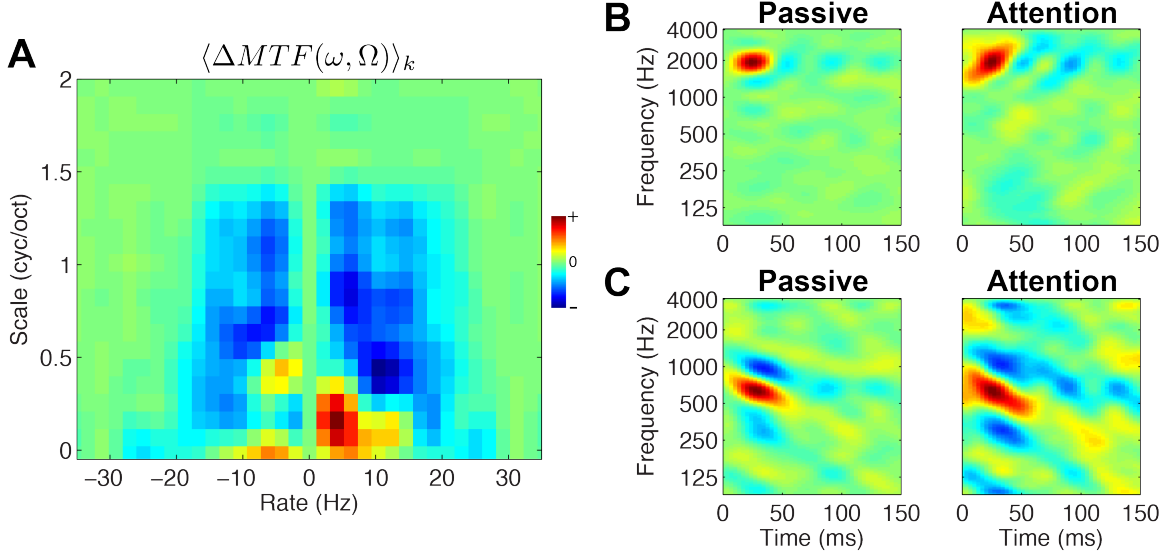 A
⟨ΔMTF(ω, Ω)⟩k
2
1.5
1
0.5
0
Scale (cyc/oct)
−30 −20 −10 0 10 20 30
Rate (Hz)
+
0
−
B
Passive
Attention
4000
2000
1000
500
250
125
Frequency (Hz)
0 50 100 150
0 50 100 150
C
Passive
Attention
4000
2000
1000
500
250
125
Frequency (Hz)
0 50 100 150
0 50 100 150
Time (ms)
Time (ms)